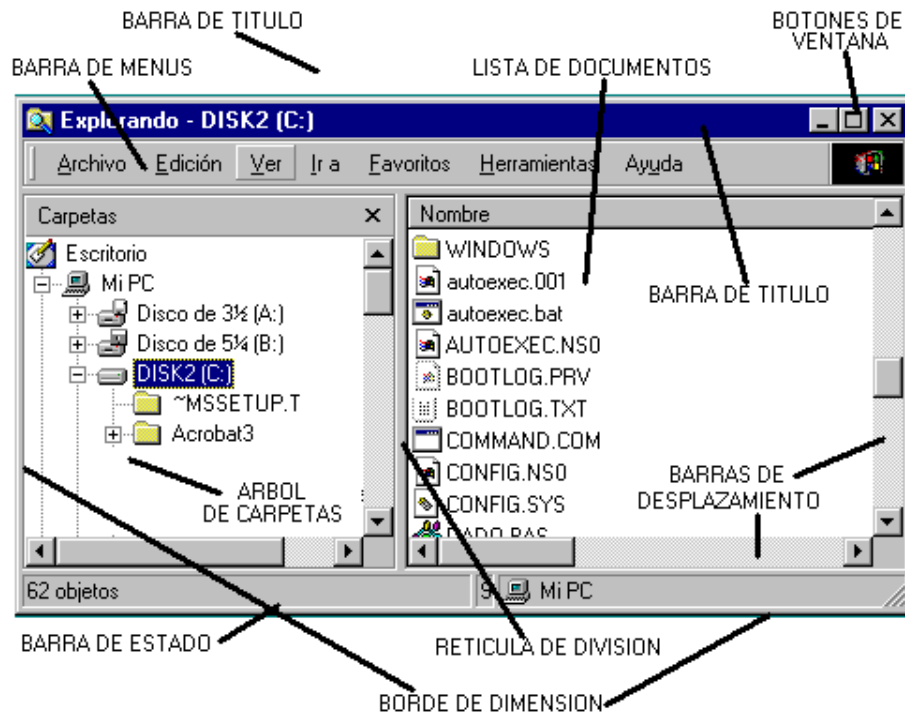 BARRA DE TITULO
BOTONES DE
VENTANA
BARRA DE MENUS
LISTA DE DOCUMENTOS
Explorando - DISK2 (C:)
Archivo Edición Ver Ir a Favoritos Herramientas Ayuda
Carpetas
Nombre
Escritorio
Mi PC
Disco de 3½ (A:)
Disco de 5¼ (B:)
DISK2 (C:)
~MSSETUP.T
Acrobat3
WINDOWS
autoexec.001
autoexec.bat
AUTOEXEC.NS0
BOOTLOG.PRV
BOOTLOG.TXT
COMMAND.COM
CONFIG.NS0
CONFIG.SYS
DADO.BAS
BARRA DE TITULO
ARBOL
DE CARPETAS
BARRAS DE
DESPLAZAMIENTO
62 objetos
9
Mi PC
BARRA DE ESTADO
RETICULA DE DIVISION
BORDE DE DIMENSION